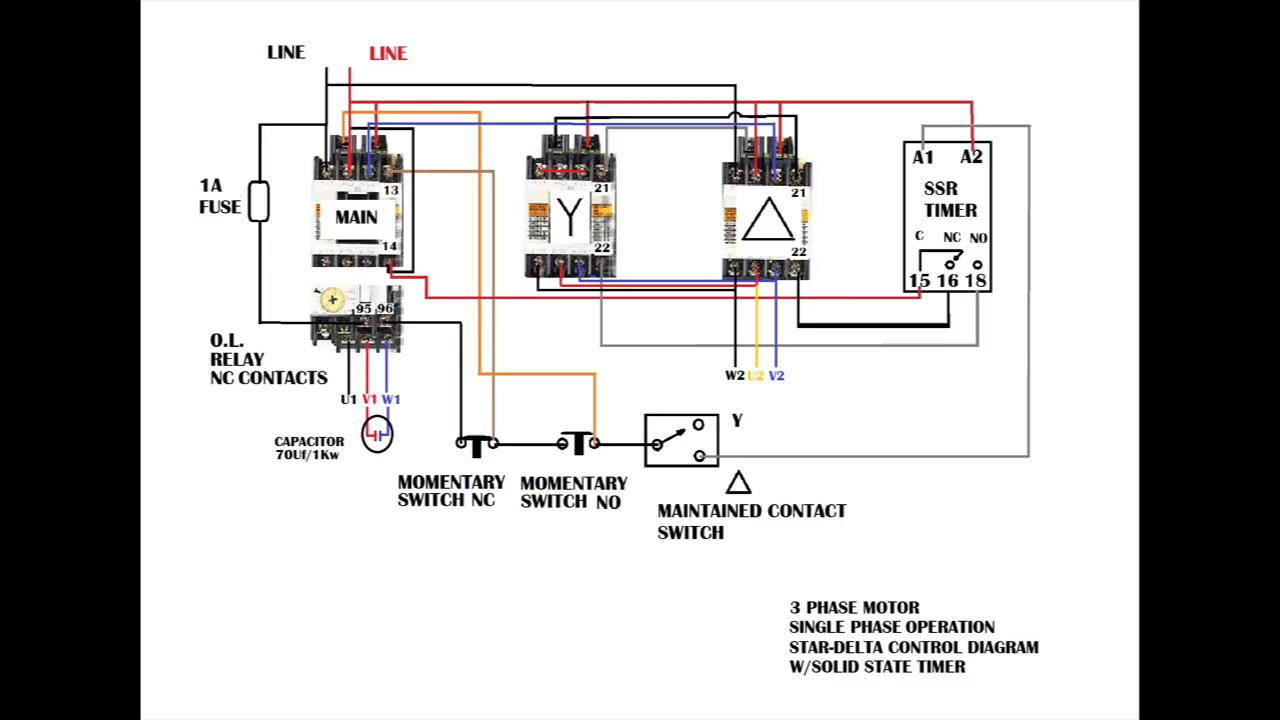 LINE
LINE
1A
FUSE
MAIN
13
14
95
96
Y
21
22
21
22
A1
A2
SSR
TIMER
C
NC
NO
15
16
18
O.L.
RELAY
NC CONTACTS
U1
V1
W1
CAPACITOR
70Uf/1Kw
W2
U2
V2
MOMENTARY
SWITCH NC
MOMENTARY
SWITCH NO
Y
MAINTAINED CONTACT
SWITCH
3 PHASE MOTOR
SINGLE PHASE OPERATION
STAR-DELTA CONTROL DIAGRAM
W/SOLID STATE TIMER